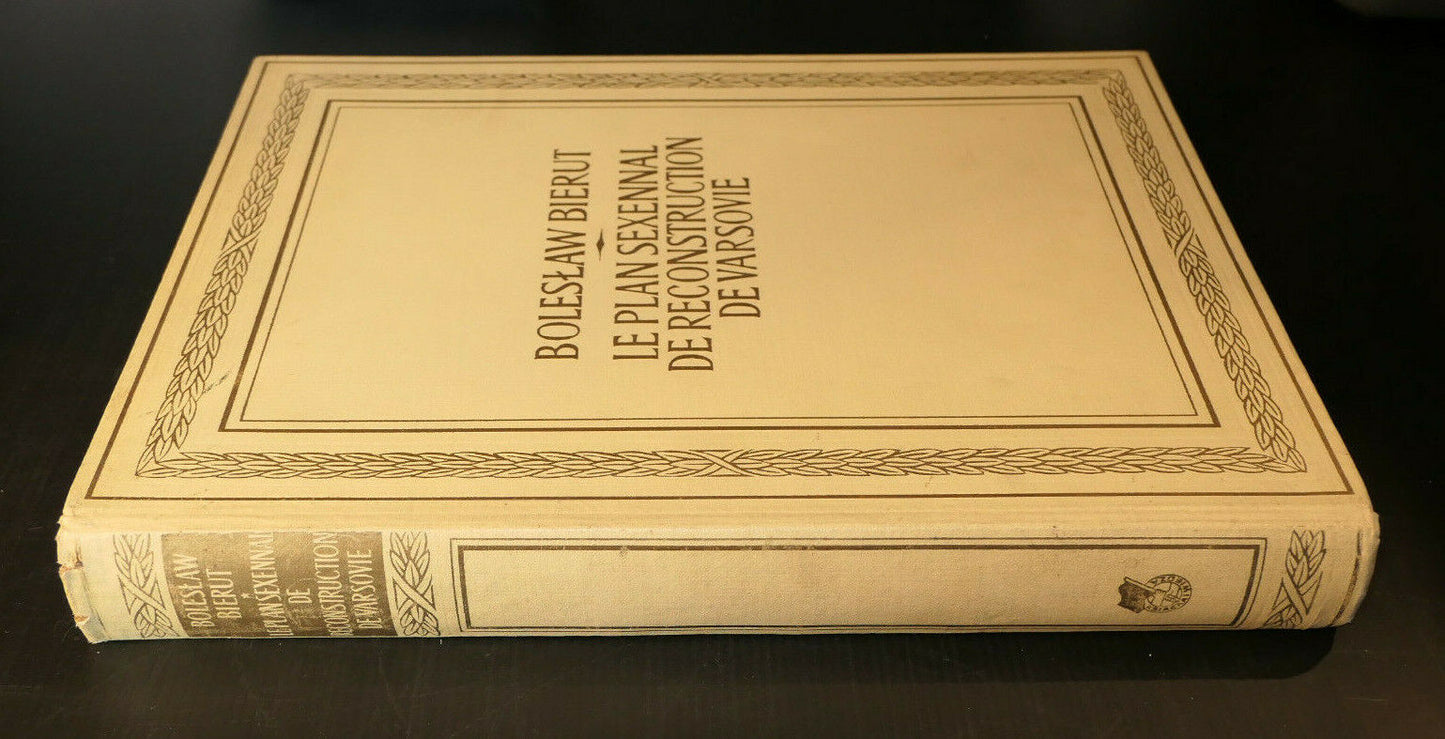 BOLESŁAW BIERUT
LE PLAN SEXENNAL
DE RECONSTRUCTION
DE VARSOVIE
BOLESŁAW
BIERUT
*
LE PLAN SEXENNAL
DE
RECONSTRUCTION
DE VARSOVIE